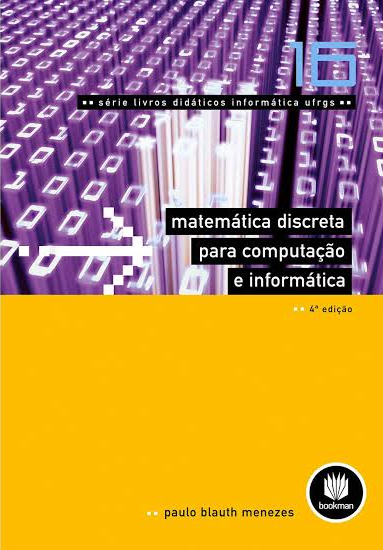 16
série livros didáticos informática ufrgs
matemática discreta
para computação
e informática
4ª edição
paulo blauth menezes
bookman